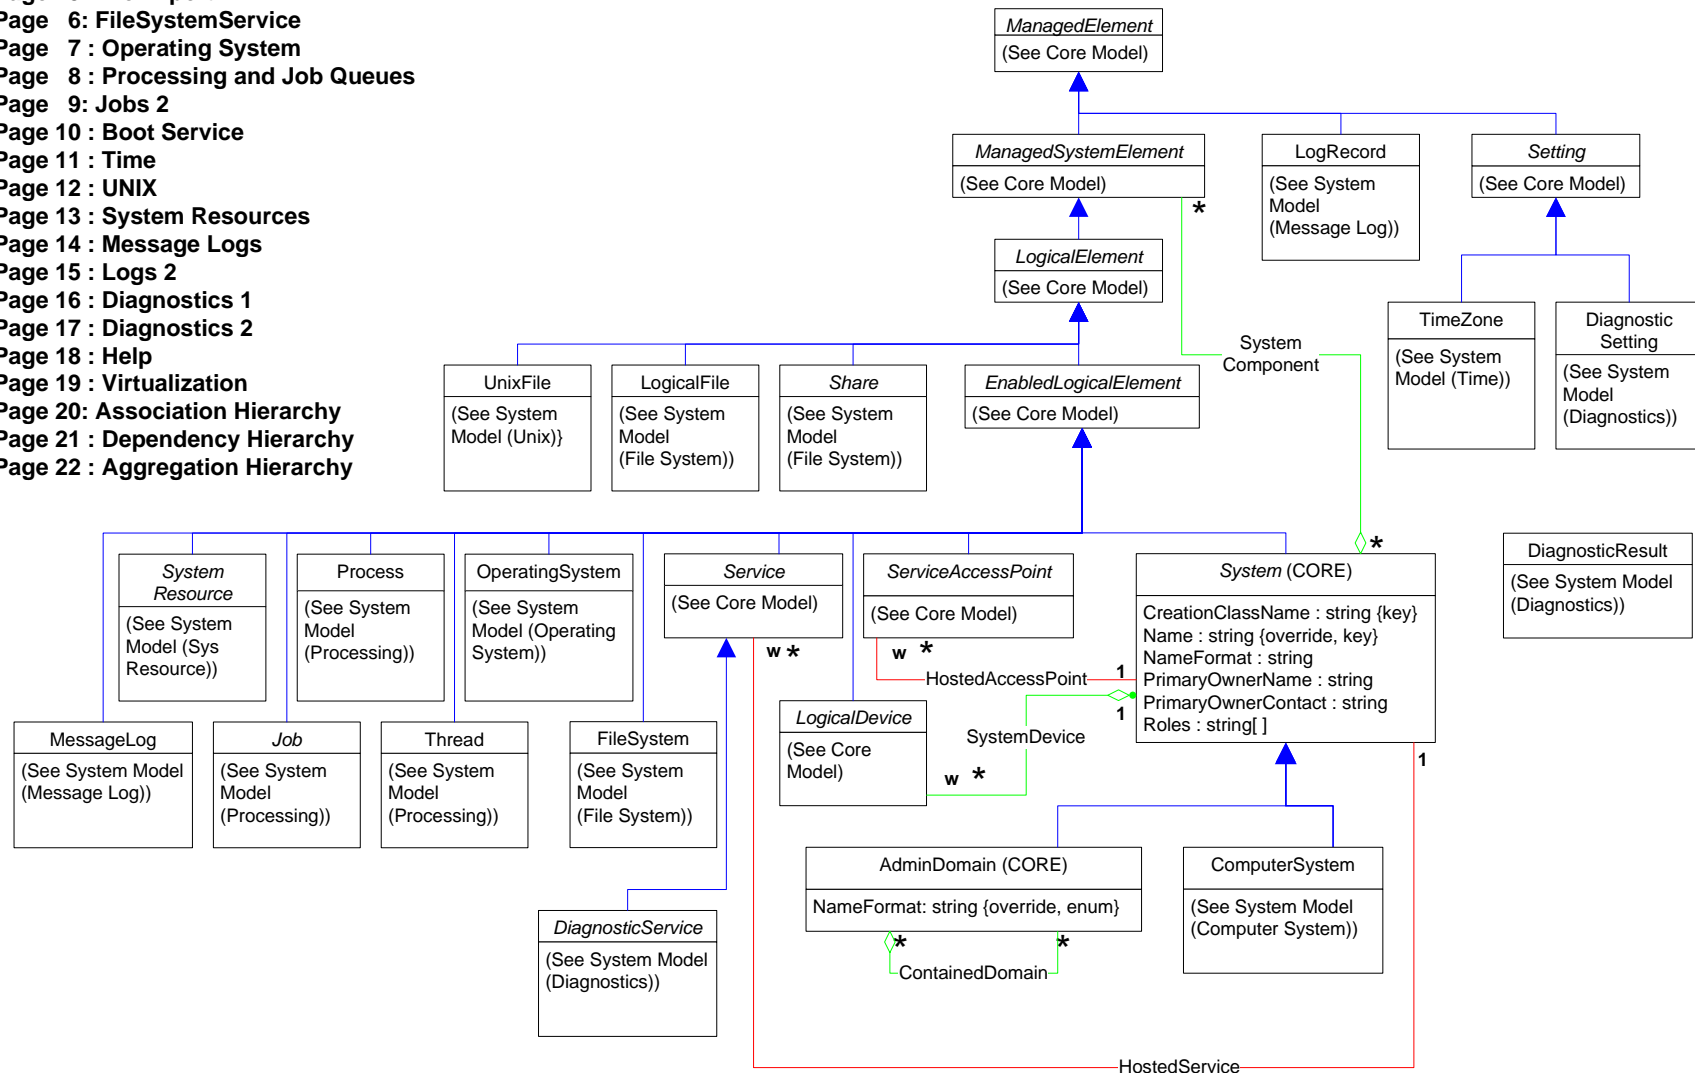 Page 6: FileSystemService
Page 7 : Operating System
Page 8 : Processing and Job Queues
Page 9: Jobs 2
Page 10 : Boot Service
Page 11 : Time
Page 12 : UNIX
Page 13 : System Resources
Page 14 : Message Logs
Page 15 : Logs 2
Page 16 : Diagnostics 1
Page 17 : Diagnostics 2
Page 18 : Help
Page 19 : Virtualization
Page 20: Association Hierarchy
Page 21 : Dependency Hierarchy
Page 22 : Aggregation Hierarchy
ManagedElement
(See Core Model)
ManagedSystemElement
(See Core Model)
*
LogRecord
(See System
Model
(Message Log))
Setting
(See Core Model)
LogicalElement
(See Core Model)
TimeZone
(See System
Model (Time))
Diagnostic
Setting
(See System
Model
(Diagnostics))
System
Component
UnixFile
(See System
Model (Unix)}
LogicalFile
(See System
Model
(File System))
Share
(See System
Model
(File System))
EnabledLogicalElement
(See Core Model)
*
System
Resource
(See System
Model (Sys
Resource))
Process
(See System
Model
(Processing))
OperatingSystem
(See System
Model (Operating
System))
Service
(See Core Model)
w *
ServiceAccessPoint
(See Core Model)
w *
System (CORE)
CreationClassName : string {key}
Name : string {override, key}
NameFormat : string
PrimaryOwnerName : string
PrimaryOwnerContact : string
Roles : string[ ]
DiagnosticResult
(See System Model
(Diagnostics))
HostedAccessPoint
1
1
SystemDevice
w *
1
MessageLog
(See System Model
(Message Log))
Job
(See System
Model
(Processing))
Thread
(See System
Model
(Processing))
FileSystem
(See System
Model
(File System))
LogicalDevice
(See Core
Model)
AdminDomain (CORE)
NameFormat: string {override, enum}
*
*
ContainedDomain
ComputerSystem
(See System Model
(Computer System))
DiagnosticService
(See System Model
(Diagnostics))
HostedService